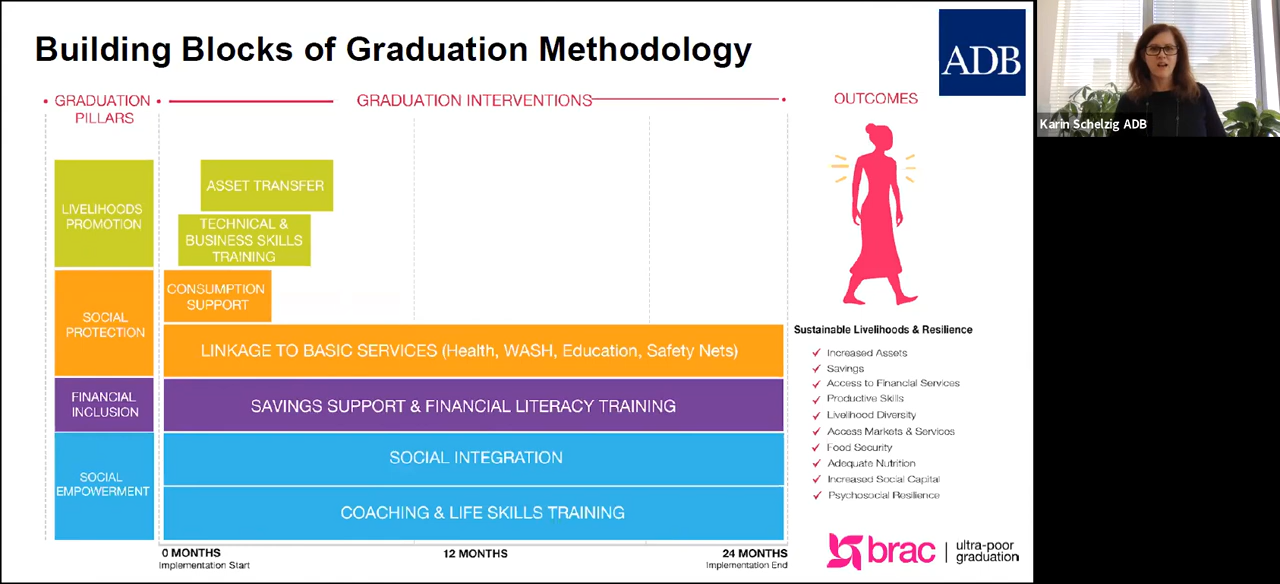 Building Blocks of Graduation Methodology
ADB
Karin Schelzig ADB
• GRADUATION •
PILLARS
GRADUATION INTERVENTIONS
OUTCOMES
LIVELIHOODS
PROMOTION
ASSET TRANSFER
TECHNICAL &
BUSINESS SKILLS
TRAINING
SOCIAL
PROTECTION
CONSUMPTION
SUPPORT
LINKAGE TO BASIC SERVICES (Health, WASH, Education, Safety Nets)
FINANCIAL
INCLUSION
SAVINGS SUPPORT & FINANCIAL LITERACY TRAINING
SOCIAL
EMPOWERMENT
SOCIAL INTEGRATION
COACHING & LIFE SKILLS TRAINING
0 MONTHS
Implementation Start
12 MONTHS
24 MONTHS
Implementation End
Sustainable Livelihoods & Resilience
✓ Increased Assets
✓ Savings
✓ Access to Financial Services
✓ Productive Skills
✓ Livelihood Diversity
✓ Access Markets & Services
✓ Food Security
✓ Adequate Nutrition
✓ Increased Social Capital
✓ Psychosocial Resilience
brac
ultra-poor
graduation